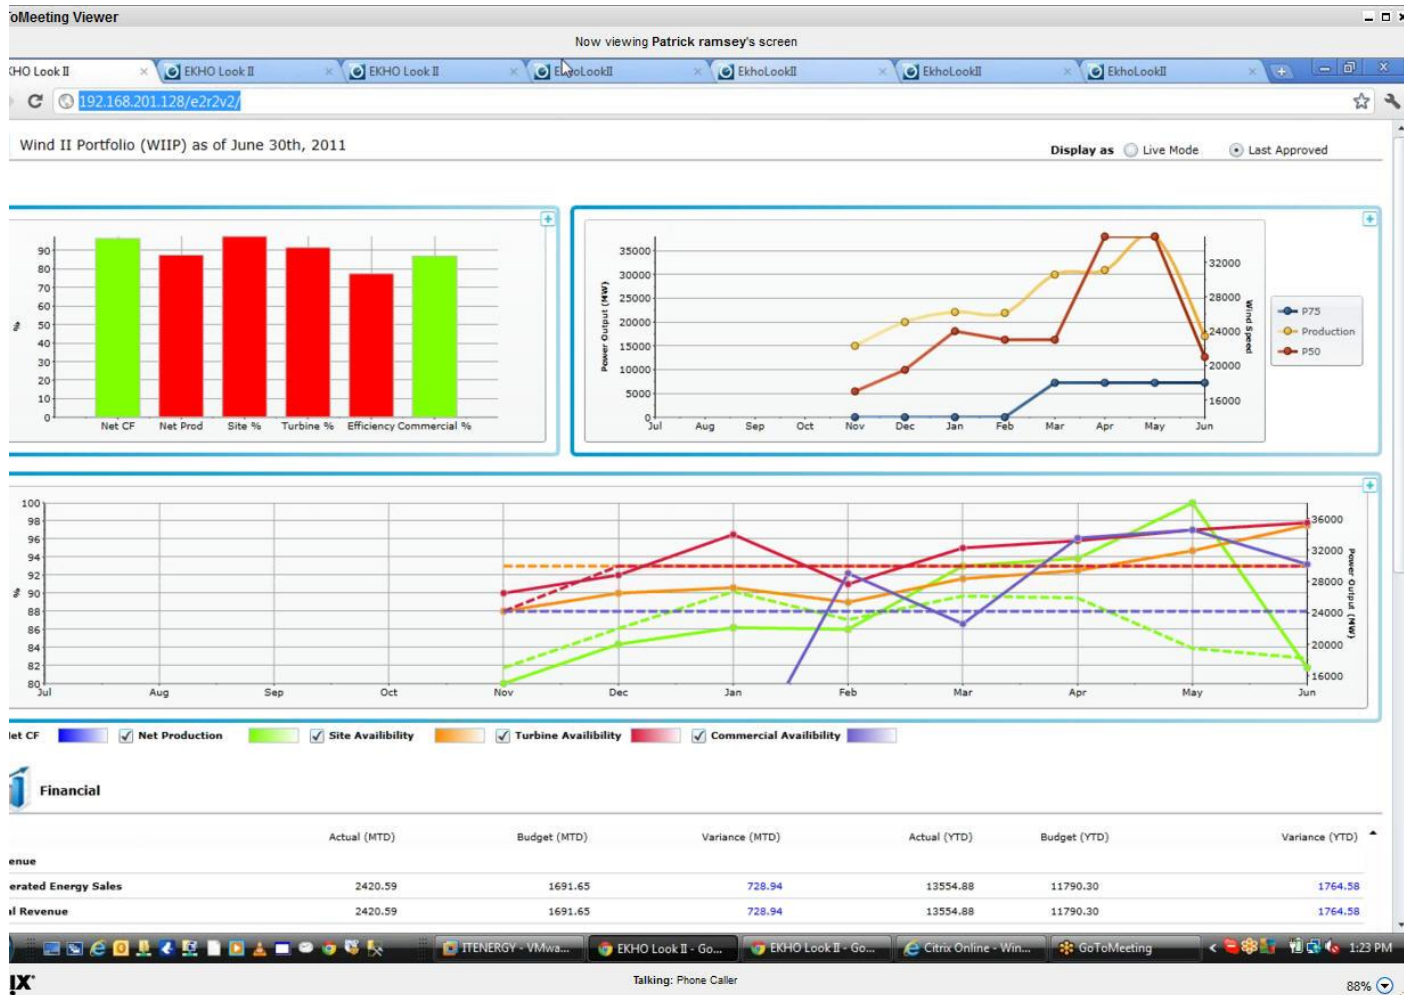 oMeeting Viewer
Now viewing Patrick ramsey's screen
KHO Look II
EKHO Look II
EKHO Look II
EkhoLookII
EkhoLookII
EkhoLookII
192.168.201.128/e2r2v2/
Wind II Portfolio (WIIP) as of June 30th, 2011
Display as Live Mode Last Approved
90
80
70
60
50
40
30
20
10
0
%
Net CF Net Prod Site % Turbine % Efficiency Commercial %
35000
30000
25000
20000
15000
10000
5000
0
Power Output (MW)
Jul Aug Sep Oct Nov Dec Jan Feb Mar Apr May Jun
32000
28000
24000
20000
16000
Wind Speed
P75
Production
P50
100
98
96
94
92
90
88
86
84
82
80
%
Jul Aug Sep Oct Nov Dec Jan Feb Mar Apr May Jun
36000
32000
28000
24000
20000
16000
Power Output (MW)
et CF Net Production Site Availibility Turbine Availibility Commercial Availibility
Financial
Actual (MTD) Budget (MTD) Variance (MTD) Actual (YTD) Budget (YTD) Variance (YTD)
enue
erated Energy Sales 2420.59 1691.65 728.94 13554.88 11790.30 1764.58
l Revenue 2420.59 1691.65 728.94 13554.88 11790.30 1764.58
ITENERGY - VMwa... EKHO Look II - Go... EKHO Look II - Go... Citrix Online - Win... GoToMeeting 1:23 PM
IX
Talking: Phone Caller
88%